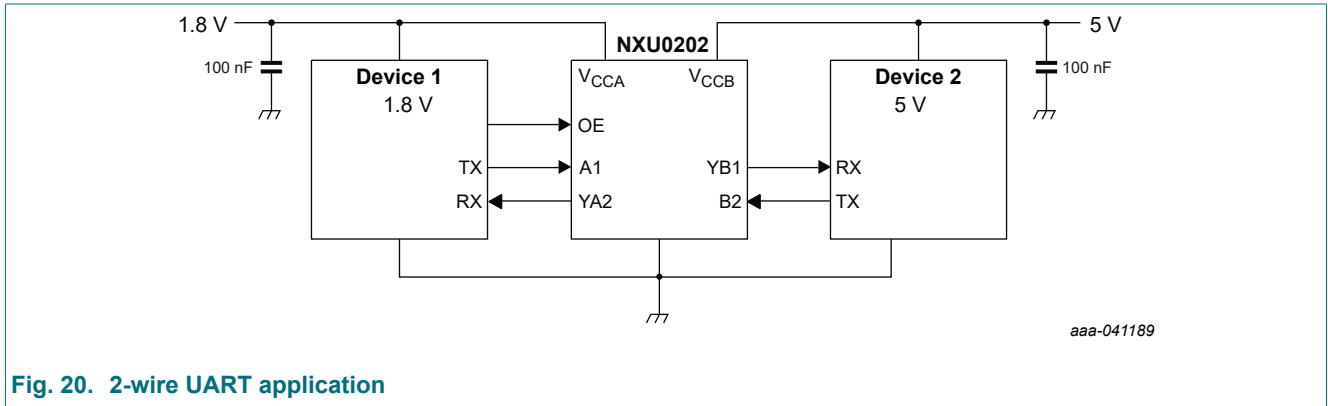 1.8 V
5 V
NXU0202
100 nF
100 nF
Device 1
1.8 V
VCCA
VCCB
Device 2
5 V
OE
TX
A1
YB1
RX
RX
YA2
B2
TX
aaa-041189
Fig. 20. 2-wire UART application